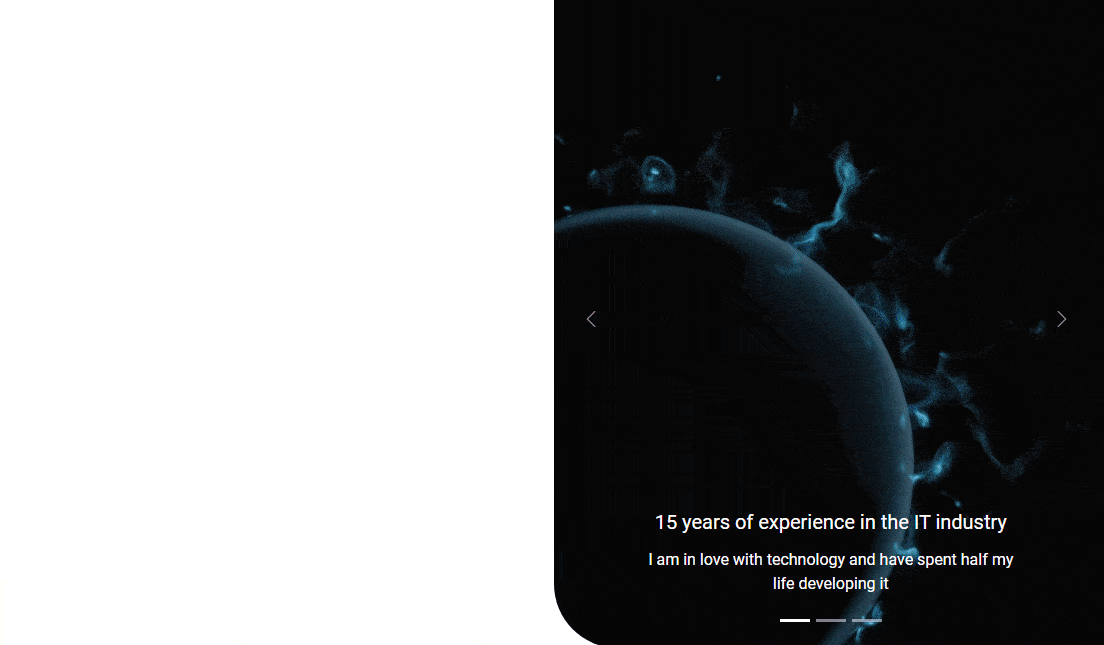 15 years of experience in the IT industry
I am in love with technology and have spent half my
life developing it